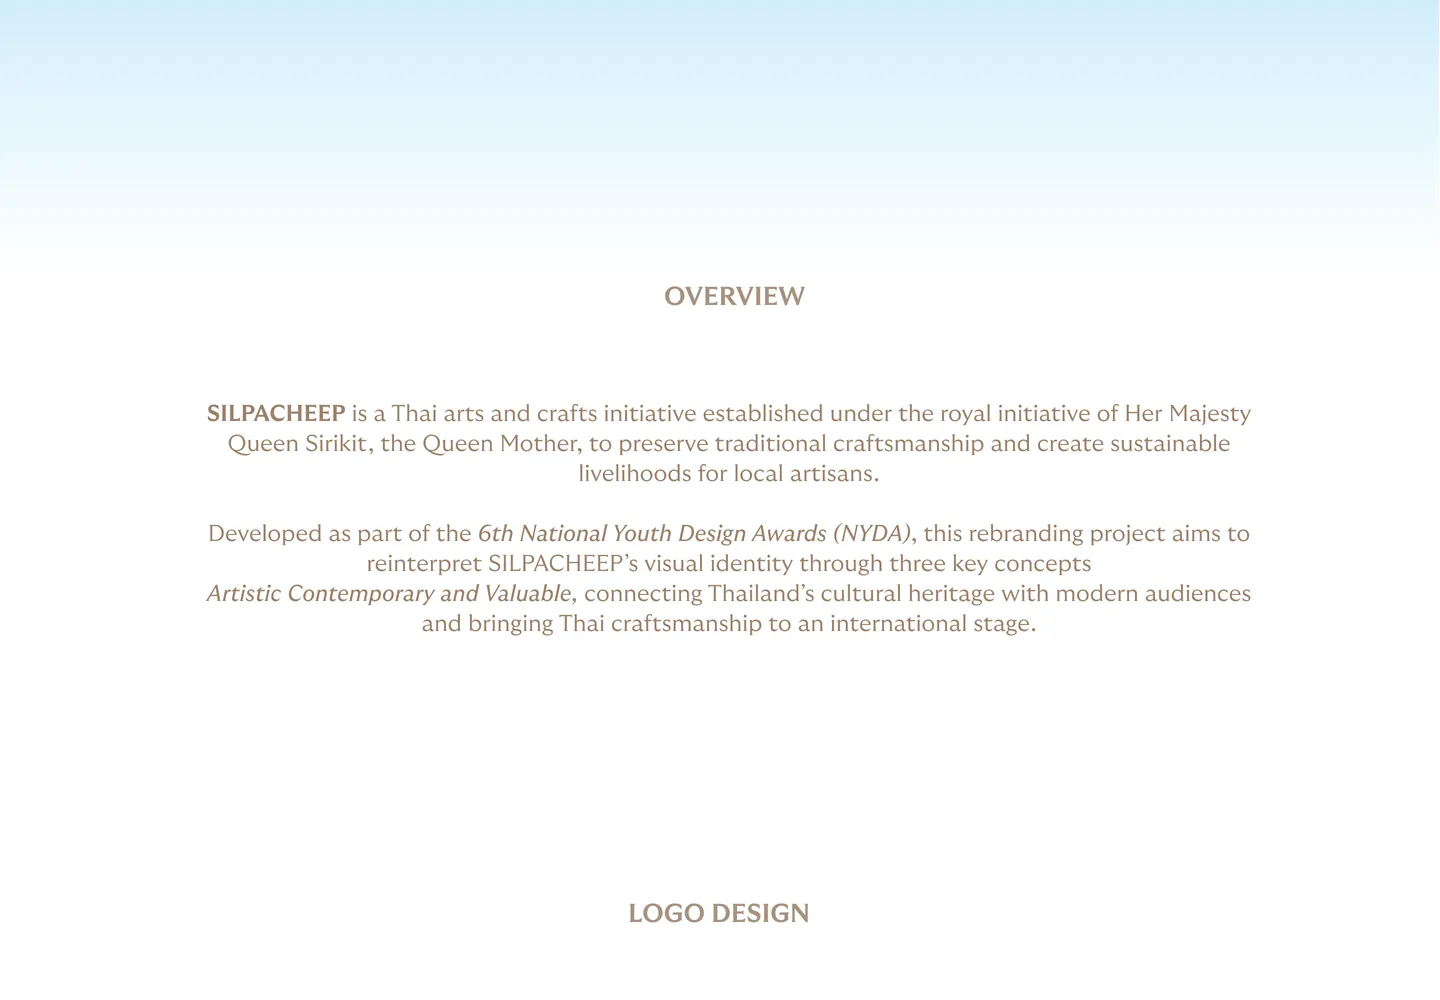 OVERVIEW
SILPACHEEP is a Thai arts and crafts initiative established under the royal initiative of Her Majesty
Queen Sirikit, the Queen Mother, to preserve traditional craftsmanship and create sustainable
livelihoods for local artisans.
Developed as part of the 6th National Youth Design Awards (NYDA), this rebranding project aims to
reinterpret SILPACHEEP’s visual identity through three key concepts
Artistic Contemporary and Valuable, connecting Thailand’s cultural heritage with modern audiences
and bringing Thai craftsmanship to an international stage.
LOGO DESIGN